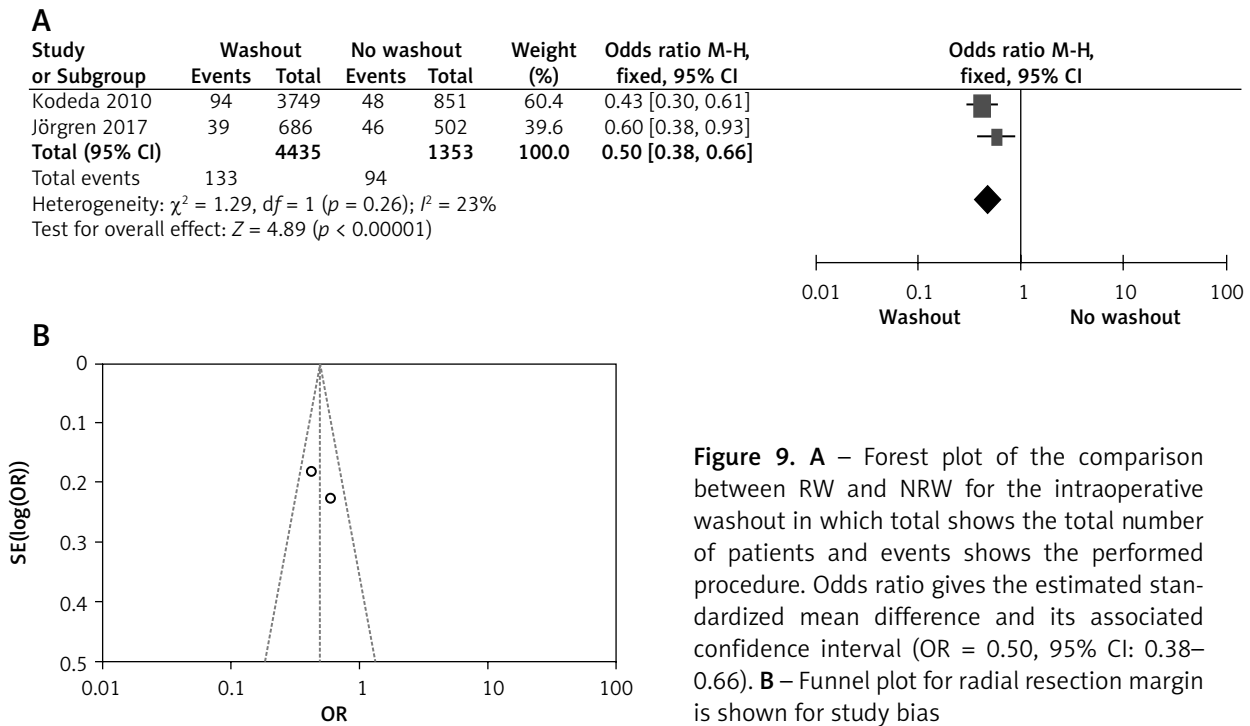 A
Study Washout No washout Weight Odds ratio M-H, Odds ratio M-H,
or Subgroup Events Total Events Total (%) fixed, 95% CI fixed, 95% CI
Kodeda 2010 94 3749 48 851 60.4 0.43 [0.30, 0.61]
Jörgren 2017 39 686 46 502 39.6 0.60 [0.38, 0.93]
Total (95% CI) 4435 1353 100.0 0.50 [0.38, 0.66]
Total events 133 94
Heterogeneity: χ² = 1.29, df = 1 (p = 0.26); I² = 23%
Test for overall effect: Z = 4.89 (p < 0.00001)
0.01 0.1 1 10 100
Washout No washout
B
0
0.1
0.2
0.3
0.4
0.5
SE(log(OR))
0.01 0.1 1 10 100
OR
Figure 9. A – Forest plot of the comparison
between RW and NRW for the intraoperative
washout in which total shows the total number
of patients and events shows the performed
procedure. Odds ratio gives the estimated stan-
dardized mean difference and its associated
confidence interval (OR = 0.50, 95% CI: 0.38–
0.66). B – Funnel plot for radial resection margin
is shown for study bias